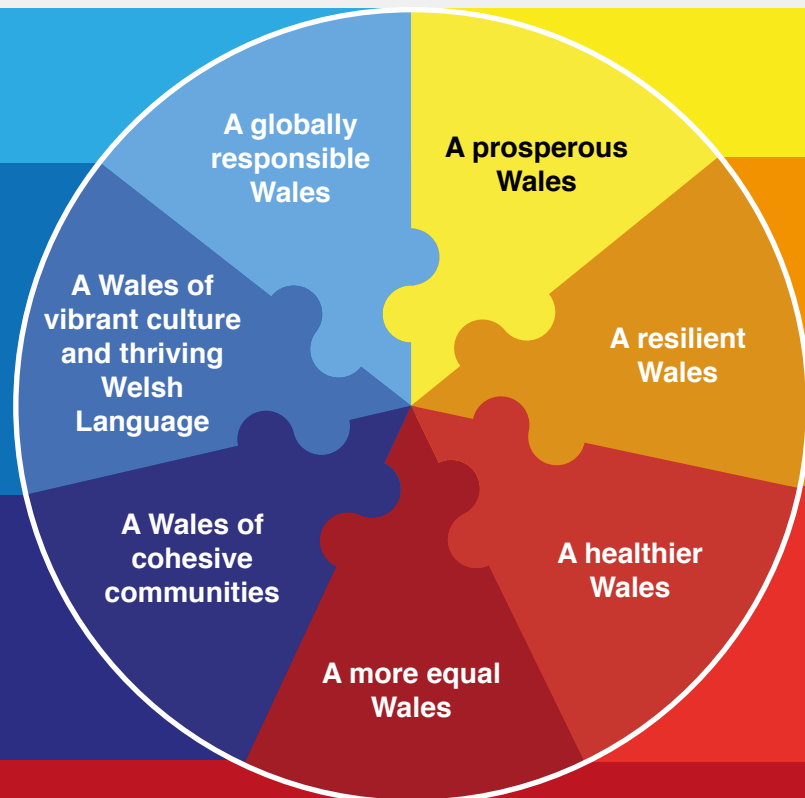 A prosperous
Wales
A resilient
Wales
A healthier
Wales
A more equal
Wales
A Wales of
cohesive
communities
A Wales of
vibrant culture
and thriving
Welsh
Language
A globally
responsible
Wales